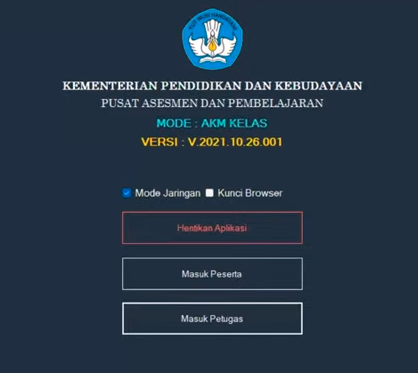 KEMENTERIAN PENDIDIKAN DAN KEBUDAYAAN
PUSAT ASESMEN DAN PEMBELAJARAN
MODE : AKM KELAS
VERSI : V.2021.10.26.001
Mode Jaringan Kunci Browser
Hentikan Aplikasi
Masuk Peserta
Masuk Petugas